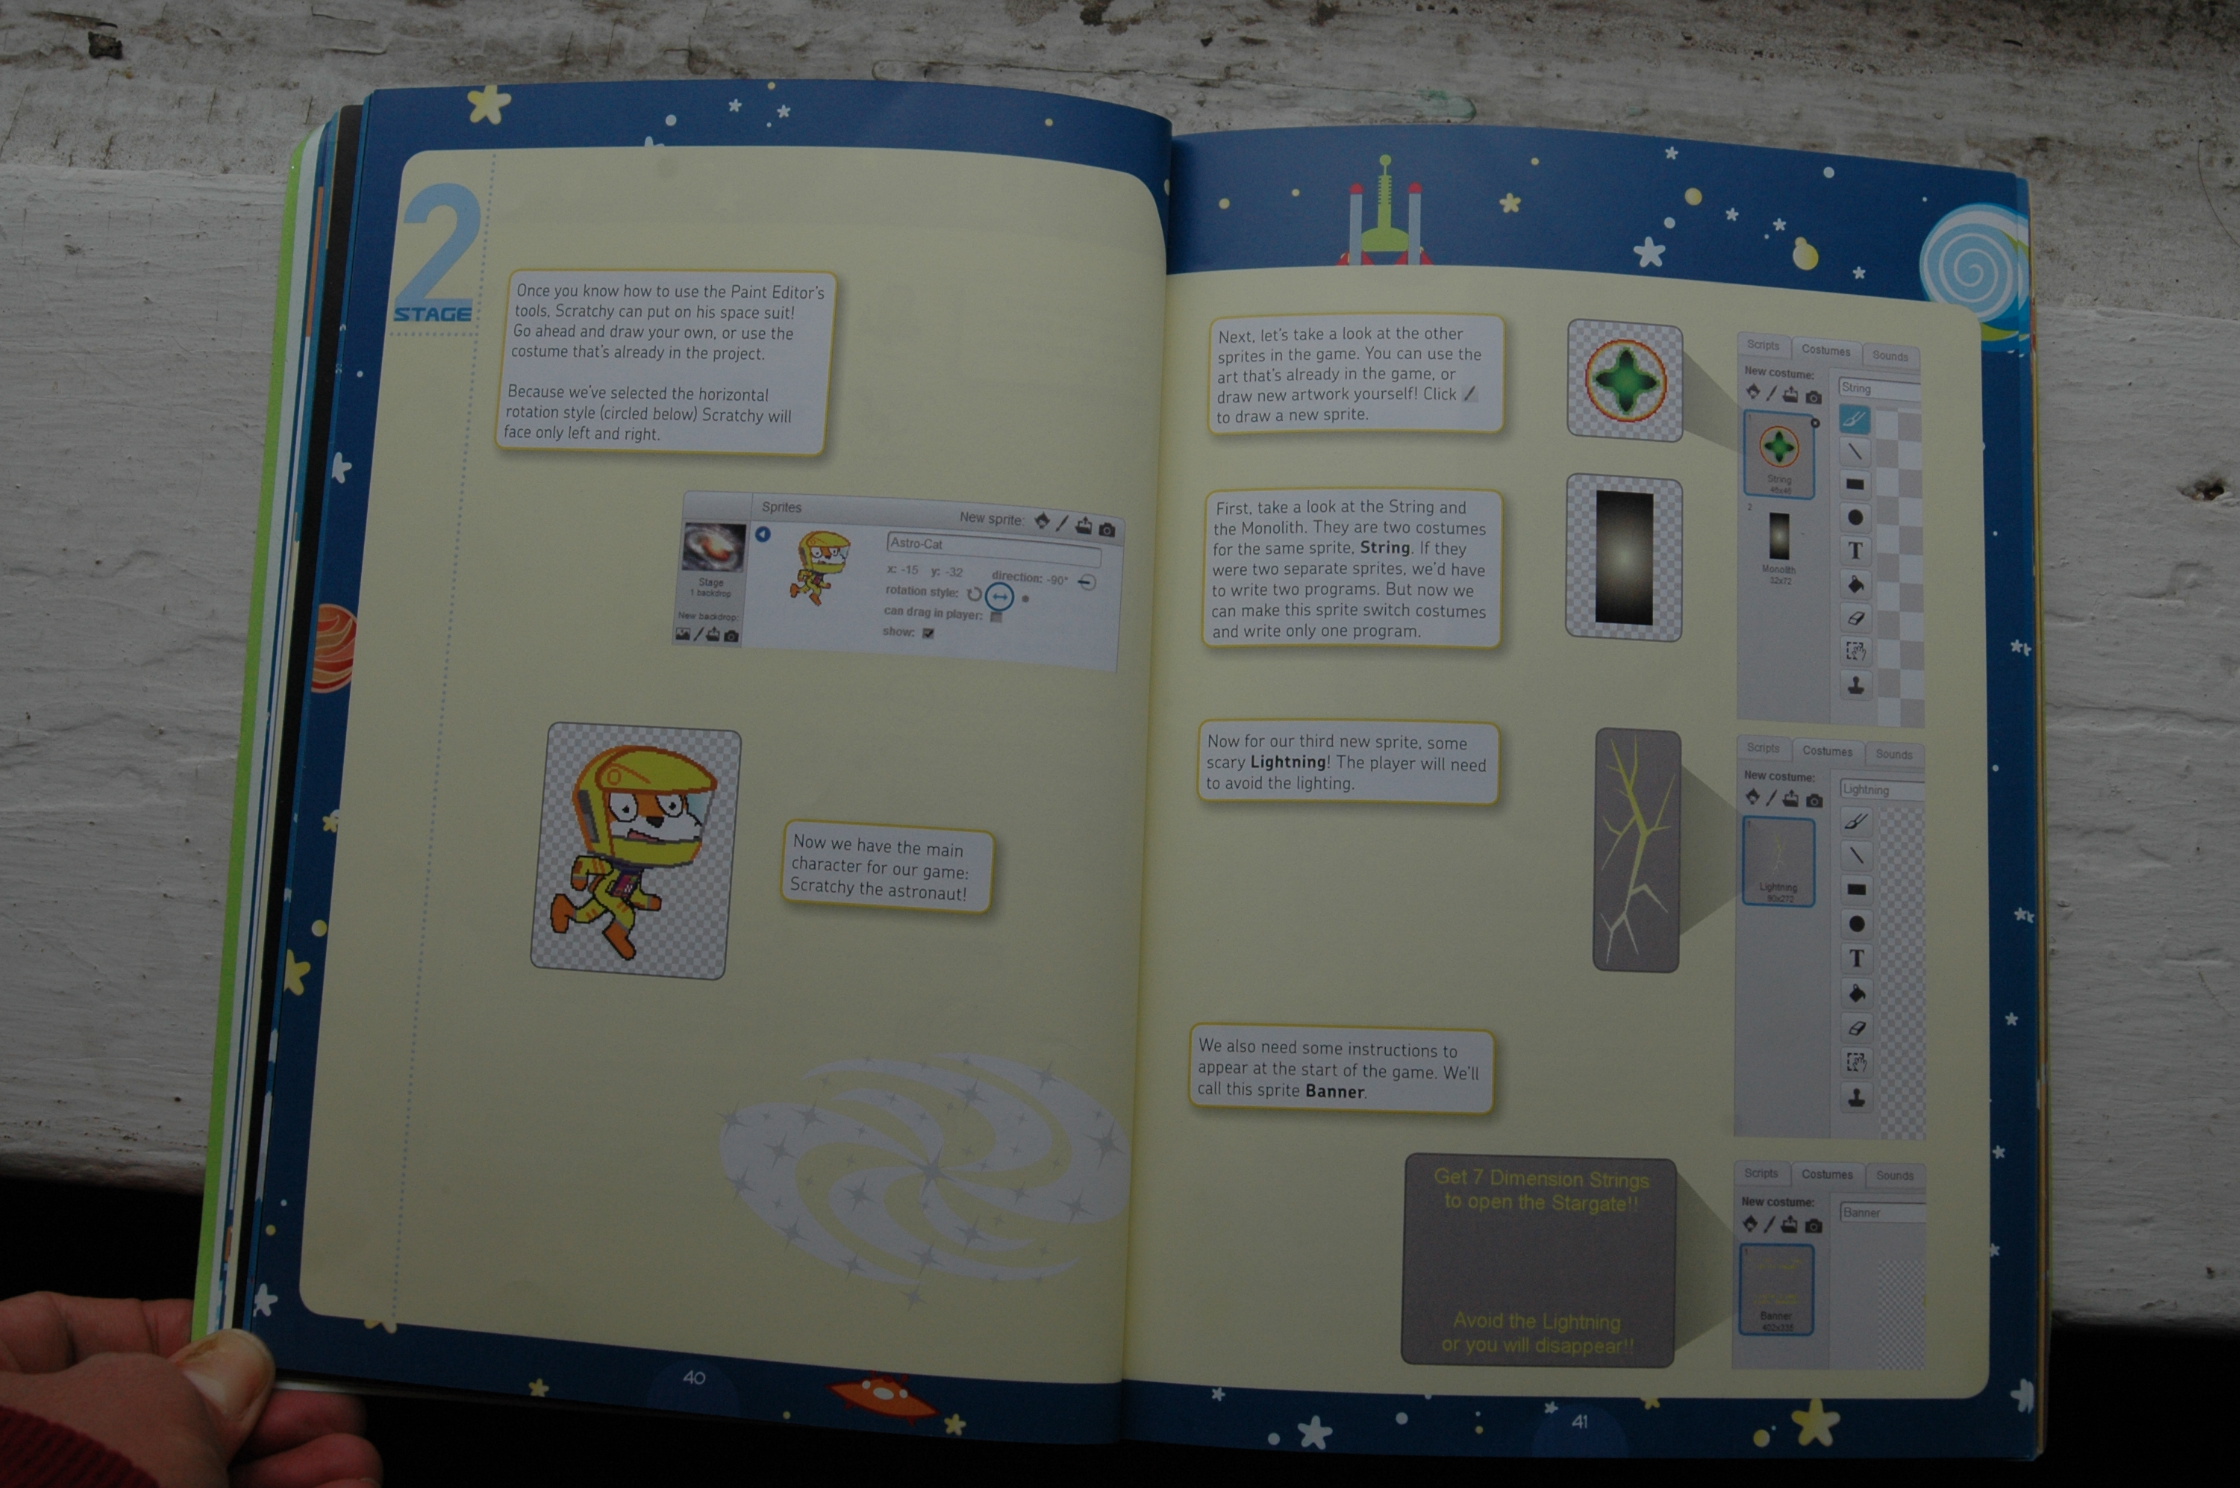 2
STAGE
Once you know how to use the Paint Editor's
tools, Scratchy can put on his space suit!
Go ahead and draw your own, or use the
costume that's already in the project.
Because we've selected the horizontal
rotation style (circled below) Scratchy will
face only left and right.
Sprites
New sprite:
Astro-Cat
x: -15 y: -32 direction: -90°
rotation style:
can drag in player:
show:
Stage
1 backdrop
New backdrop:
Now we have the main
character for our game:
Scratchy the astronaut!
40
Next, let's take a look at the other
sprites in the game. You can use the
art that's already in the game, or
draw new artwork yourself! Click
to draw a new sprite.
First, take a look at the String and
the Monolith. They are two costumes
for the same sprite, String. If they
were two separate sprites, we'd have
to write two programs. But now we
can make this sprite switch costumes
and write only one program.
Scripts Costumes Sounds
New costume:
String
String
2
Monolith
32x72
T
Now for our third new sprite, some
scary Lightning! The player will need
to avoid the lighting.
Scripts Costumes Sounds
New costume:
Lightning
Lightning
90x272
T
We also need some instructions to
appear at the start of the game. We'll
call this sprite Banner.
Get 7 Dimension Strings
to open the Stargate!!
Avoid the Lightning
or you will disappear!!
Scripts Costumes Sounds
New costume:
Banner
1
Banner
41